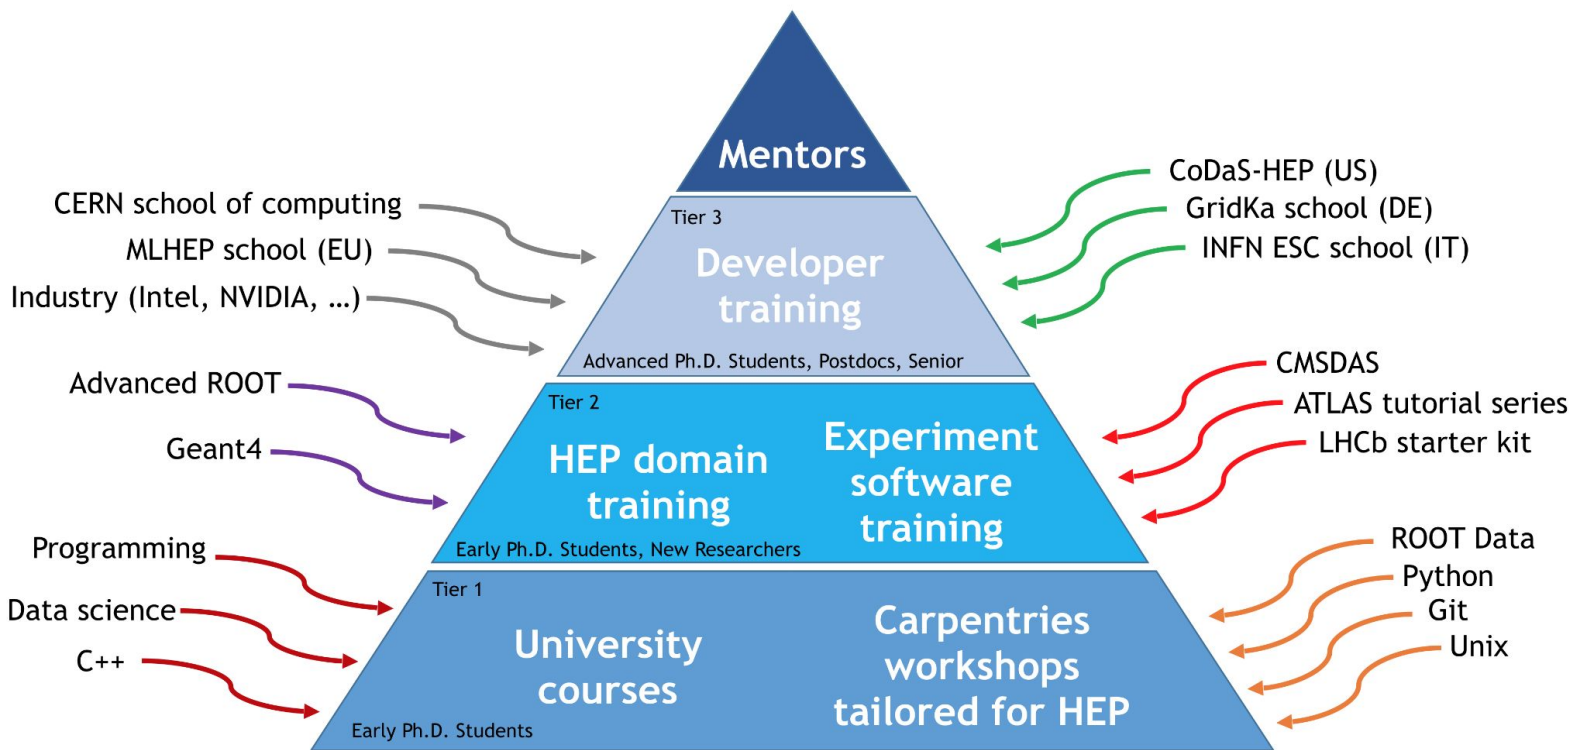 Mentors
CERN school of computing
MLHEP school (EU)
Industry (Intel, NVIDIA, ...)
Tier 3
Developer
training
Advanced Ph.D. Students, Postdocs, Senior
CoDaS-HEP (US)
GridKa school (DE)
INFN ESC school (IT)
Advanced ROOT
Geant4
Tier 2
HEP domain
training
Experiment
software
training
Early Ph.D. Students, New Researchers
CMSDAS
ATLAS tutorial series
LHCb starter kit
Programming
Data science
C++
Tier 1
University
courses
Carpentries
workshops
tailored for HEP
Early Ph.D. Students
ROOT Data
Python
Git
Unix